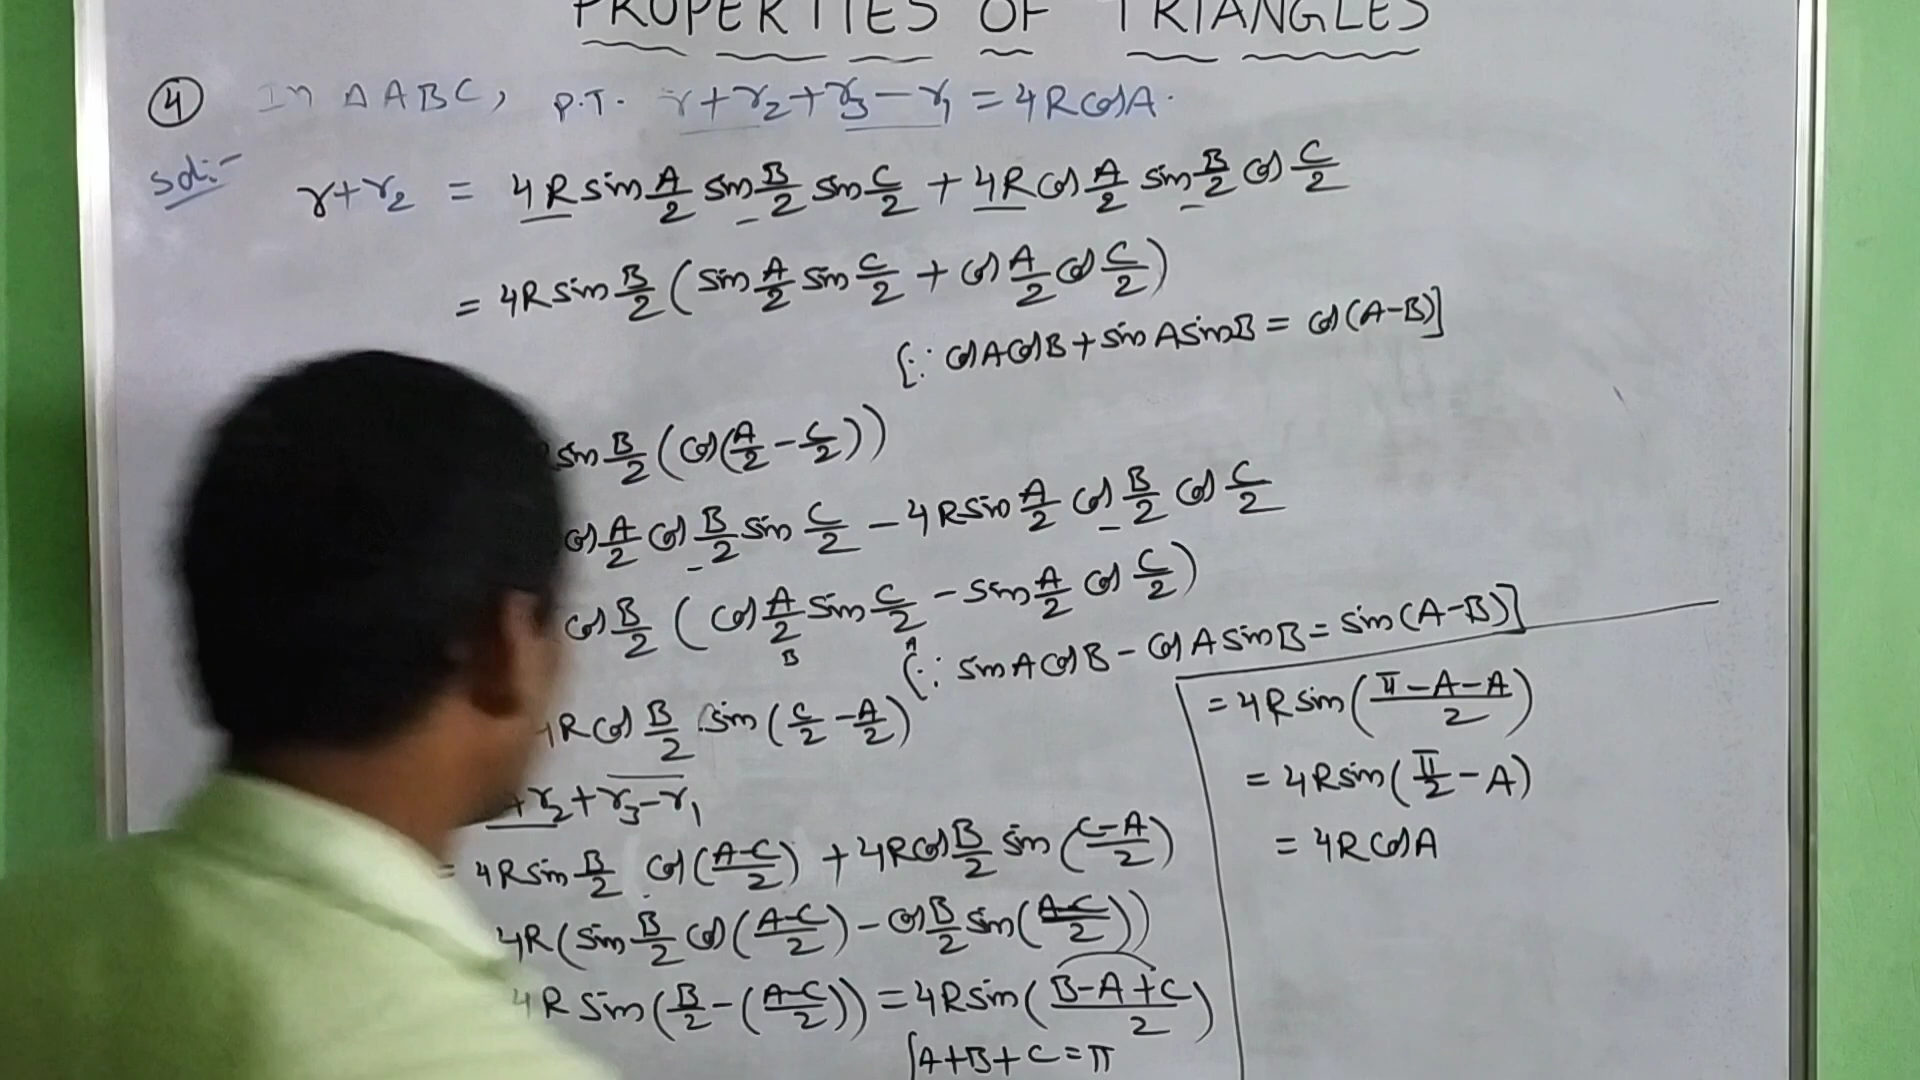 PROPERTIES OF TRIANGLES
④ In ΔABC, P.T. r+r₂+r₃−r₁ = 4RcosA.
Sol:-
r+r₂ = 4R sin A/2 sin B/2 sin C/2 + 4R cos A/2 sin B/2 cos C/2
= 4R sin B/2 (sin A/2 sin C/2 + cos A/2 cos C/2)
[∵ cosAcosB + sinAsinB = cos(A-B)]
sin B/2 (cos(A/2 - C/2))
cos A/2 cos B/2 sin C/2 − 4R sin A/2 cos B/2 cos C/2
cos B/2 (cos A/2 sin C/2 − sin A/2 cos C/2)
B A
(∵ sinAcosB − cosAsinB = sin(A-B)]
R cos B/2 sin(C/2 − A/2)
+r₂+r₃−r₁
= 4R sin B/2 cos(A-C/2) + 4R cos B/2 sin(C-A/2)
4R(sin B/2 cos(A-C/2) − cos B/2 sin(A-C/2))
4R sin(B/2 − (A-C/2)) = 4R sin(B-A+C/2)
[A+B+C = π
= 4R sin(π-A-A/2)
= 4R sin(π/2 − A)
= 4R cosA